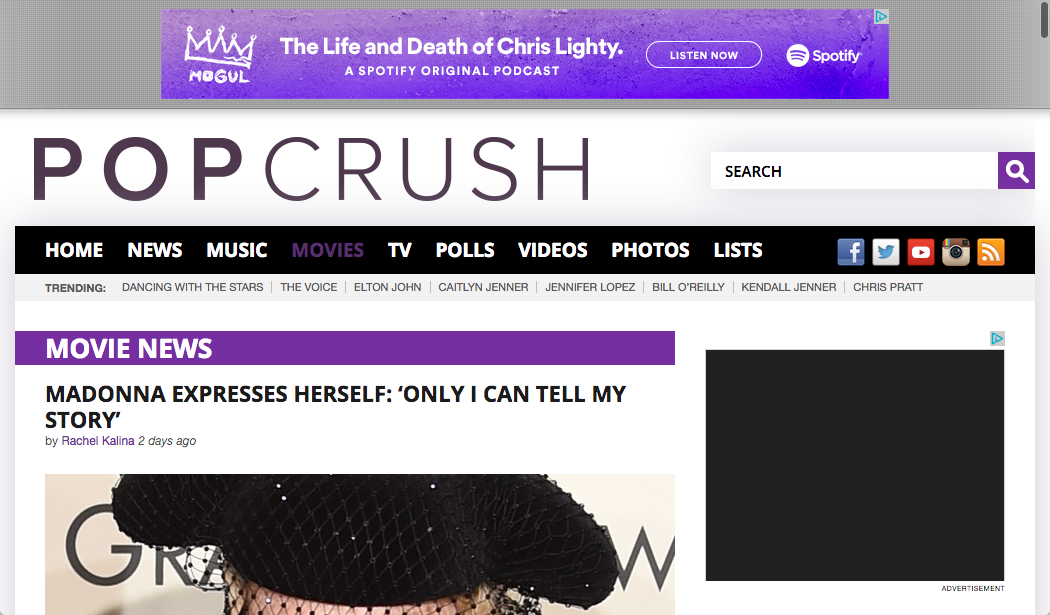 MOGUL
The Life and Death of Chris Lighty.
A SPOTIFY ORIGINAL PODCAST
LISTEN NOW
Spotify
POPCRUSH
SEARCH
HOME NEWS MUSIC MOVIES TV POLLS VIDEOS PHOTOS LISTS
TRENDING: DANCING WITH THE STARS THE VOICE ELTON JOHN CAITLYN JENNER JENNIFER LOPEZ BILL O'REILLY KENDALL JENNER CHRIS PRATT
MOVIE NEWS
MADONNA EXPRESSES HERSELF: ‘ONLY I CAN TELL MY
STORY’
by Rachel Kalina 2 days ago
ADVERTISEMENT